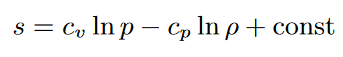 s = c_v ln p − c_p ln ρ + const